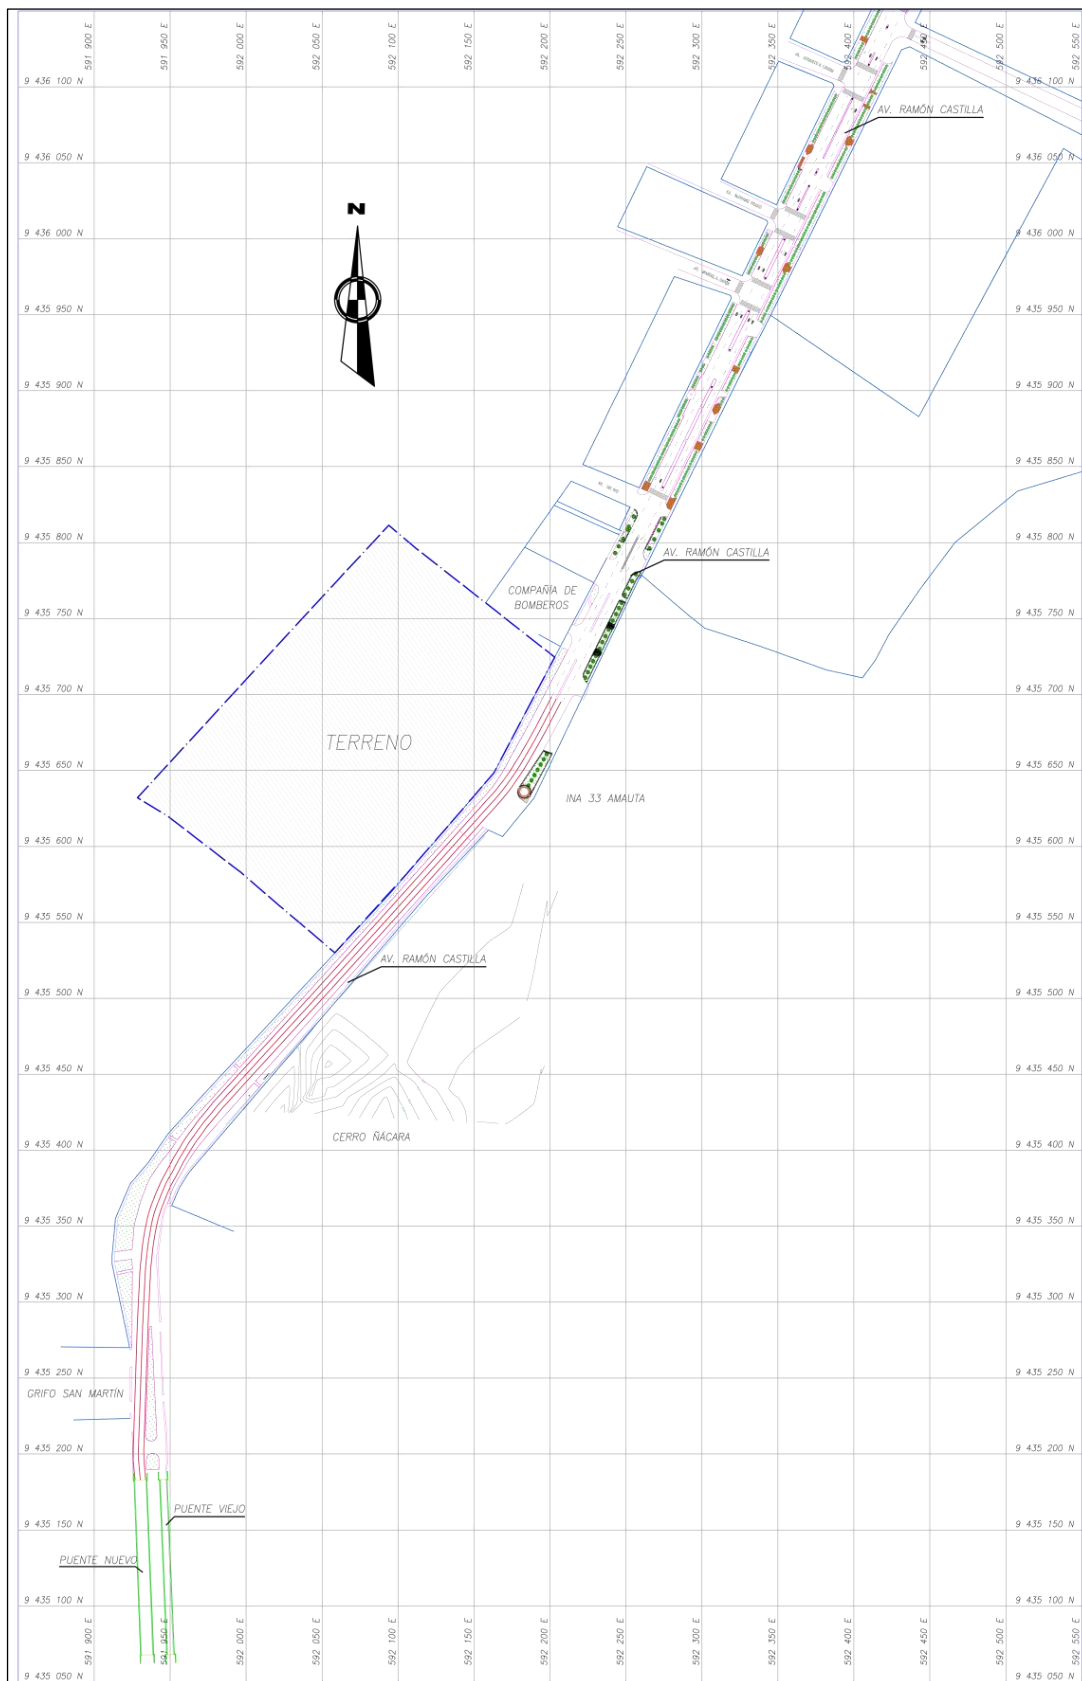 591 900 E
591 950 E
592 000 E
592 050 E
592 100 E
592 150 E
592 200 E
592 250 E
592 300 E
592 350 E
592 400 E
592 450 E
592 500 E
592 550 E
9 436 100 N
9 436 100 N
AV. RAMÓN CASTILLA
9 436 050 N
9 436 050 N
N
9 436 000 N
9 436 000 N
9 435 950 N
9 435 950 N
9 435 900 N
9 435 900 N
9 435 850 N
9 435 850 N
9 435 800 N
9 435 800 N
AV. RAMÓN CASTILLA
COMPAÑIA DE
BOMBEROS
9 435 750 N
9 435 750 N
9 435 700 N
9 435 700 N
TERRENO
9 435 650 N
9 435 650 N
INA 33 AMAUTA
9 435 600 N
9 435 600 N
9 435 550 N
9 435 550 N
AV. RAMÓN CASTILLA
9 435 500 N
9 435 500 N
9 435 450 N
9 435 450 N
CERRO ÑÁCARA
9 435 400 N
9 435 400 N
9 435 350 N
9 435 350 N
9 435 300 N
9 435 300 N
9 435 250 N
9 435 250 N
GRIFO SAN MARTÍN
9 435 200 N
9 435 200 N
PUENTE VIEJO
9 435 150 N
9 435 150 N
PUENTE NUEVO
9 435 100 N
9 435 100 N
591 900 E
591 950 E
592 000 E
592 050 E
592 100 E
592 150 E
592 200 E
592 250 E
592 300 E
592 350 E
592 400 E
592 450 E
592 500 E
592 550 E
9 435 050 N
9 435 050 N